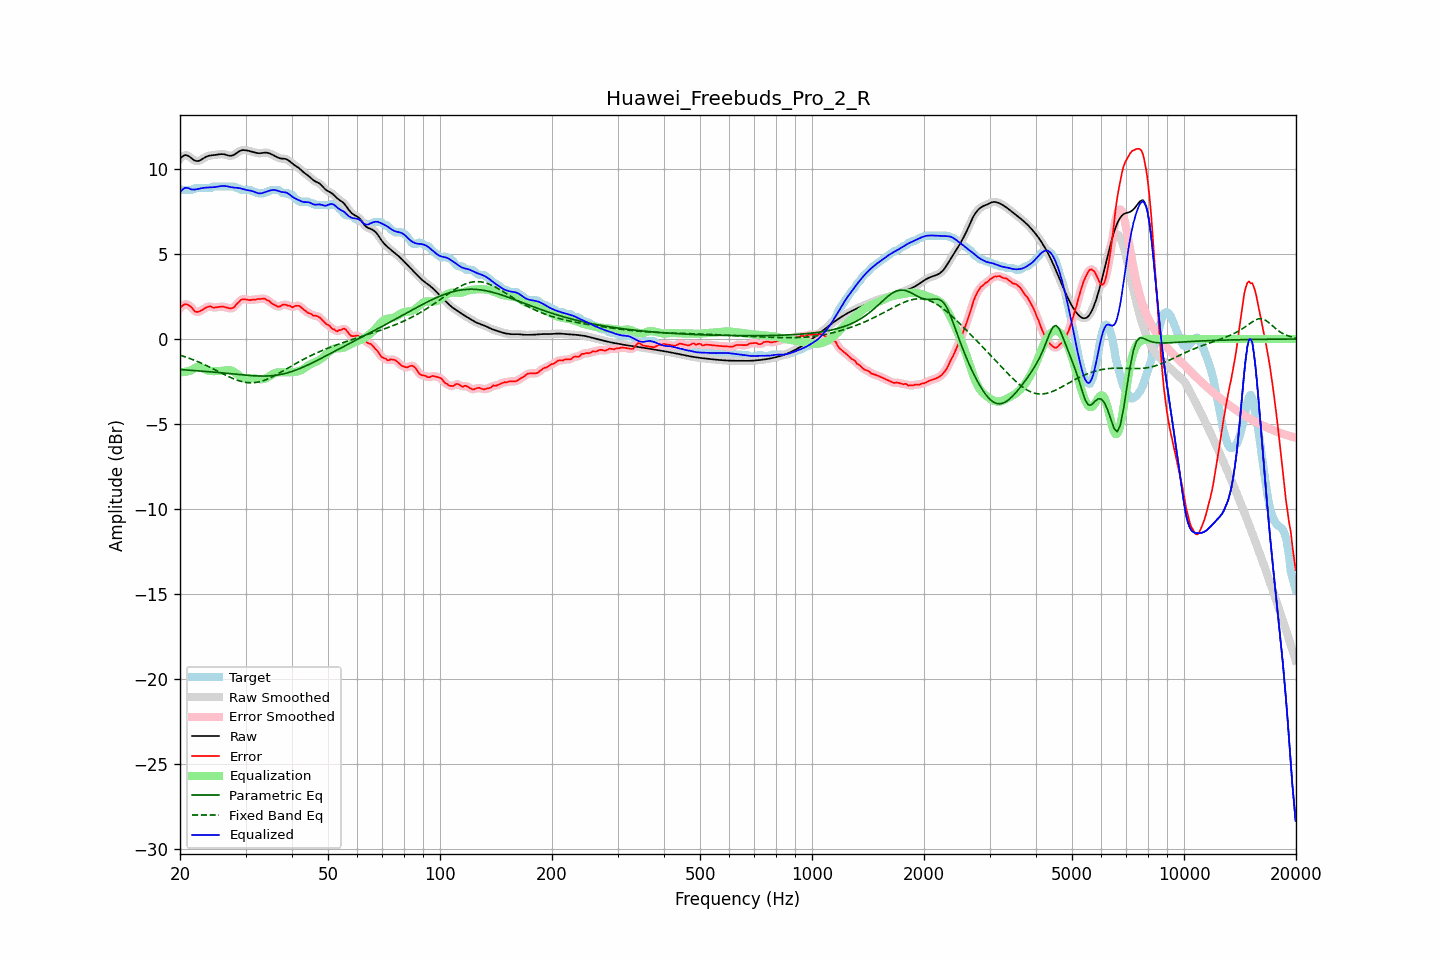 Huawei_Freebuds_Pro_2_R
10
5
0
−5
−10
−15
−20
−25
−30
Amplitude (dBr)
Target
Raw Smoothed
Error Smoothed
Raw
Error
Equalization
Parametric Eq
Fixed Band Eq
Equalized
20 50 100 200 500 1000 2000 5000 10000 20000
Frequency (Hz)